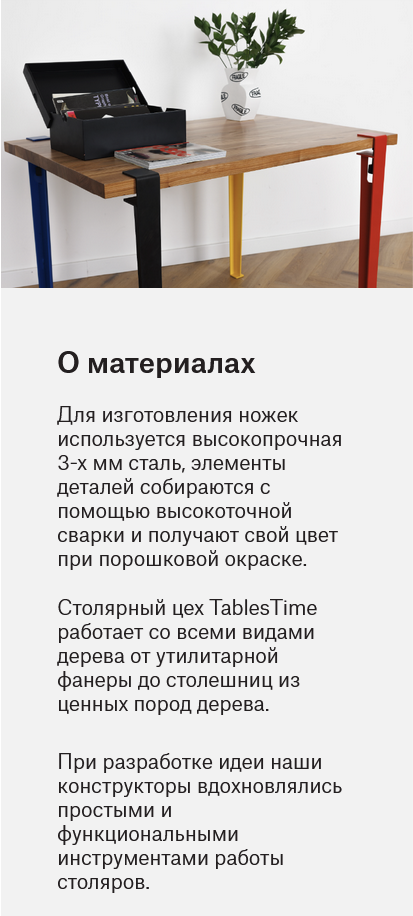 О материалах
Для изготовления ножек
используется высокопрочная
3-х мм сталь, элементы
деталей собираются с
помощью высокоточной
сварки и получают свой цвет
при порошковой окраске.
Столярный цех TablesTime
работает со всеми видами
дерева от утилитарной
фанеры до столешниц из
ценных пород дерева.
При разработке идеи наши
конструкторы вдохновлялись
простыми и
функциональными
инструментами работы
столяров.